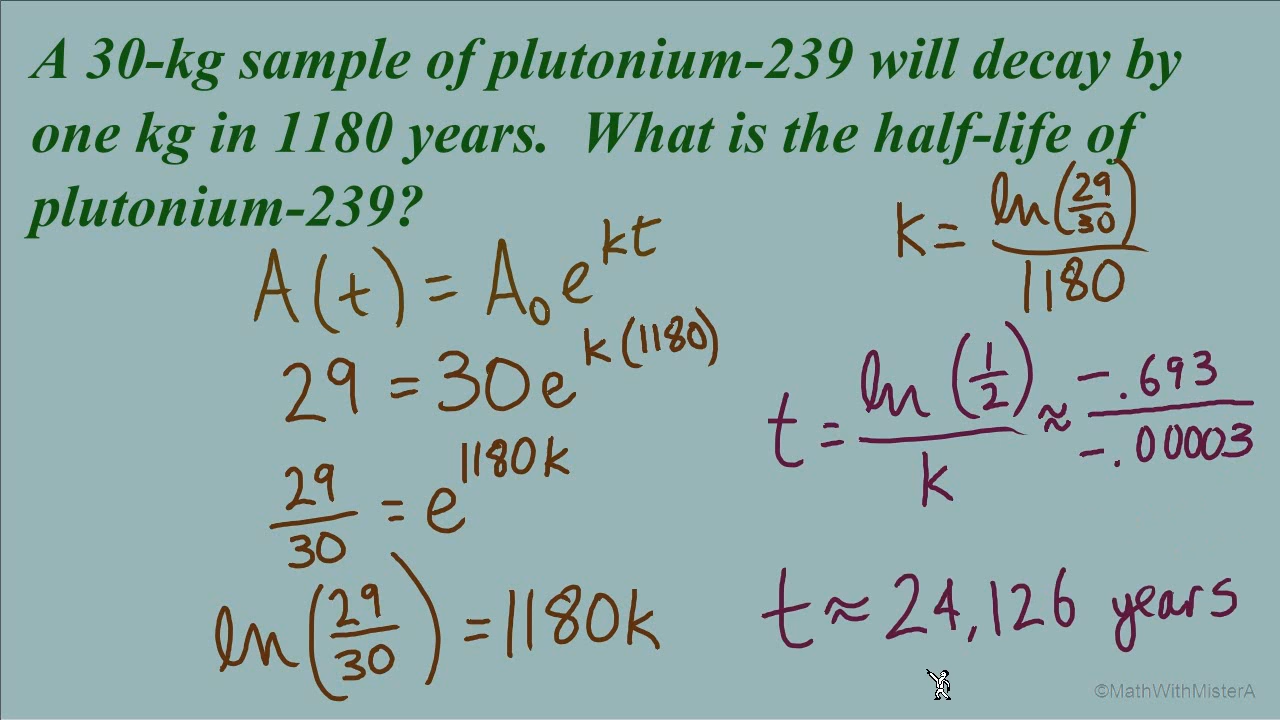 A 30-kg sample of plutonium-239 will decay by
one kg in 1180 years. What is the half-life of
plutonium-239?
A(t) = A₀e^{kt}
29 = 30e^{k(1180)}
29/30 = e^{1180k}
ln(29/30) = 1180k
k = ln(29/30)/1180
t = ln(1/2)/k ≈ -.693/-.00003
t ≈ 24,126 years
©MathWithMisterA